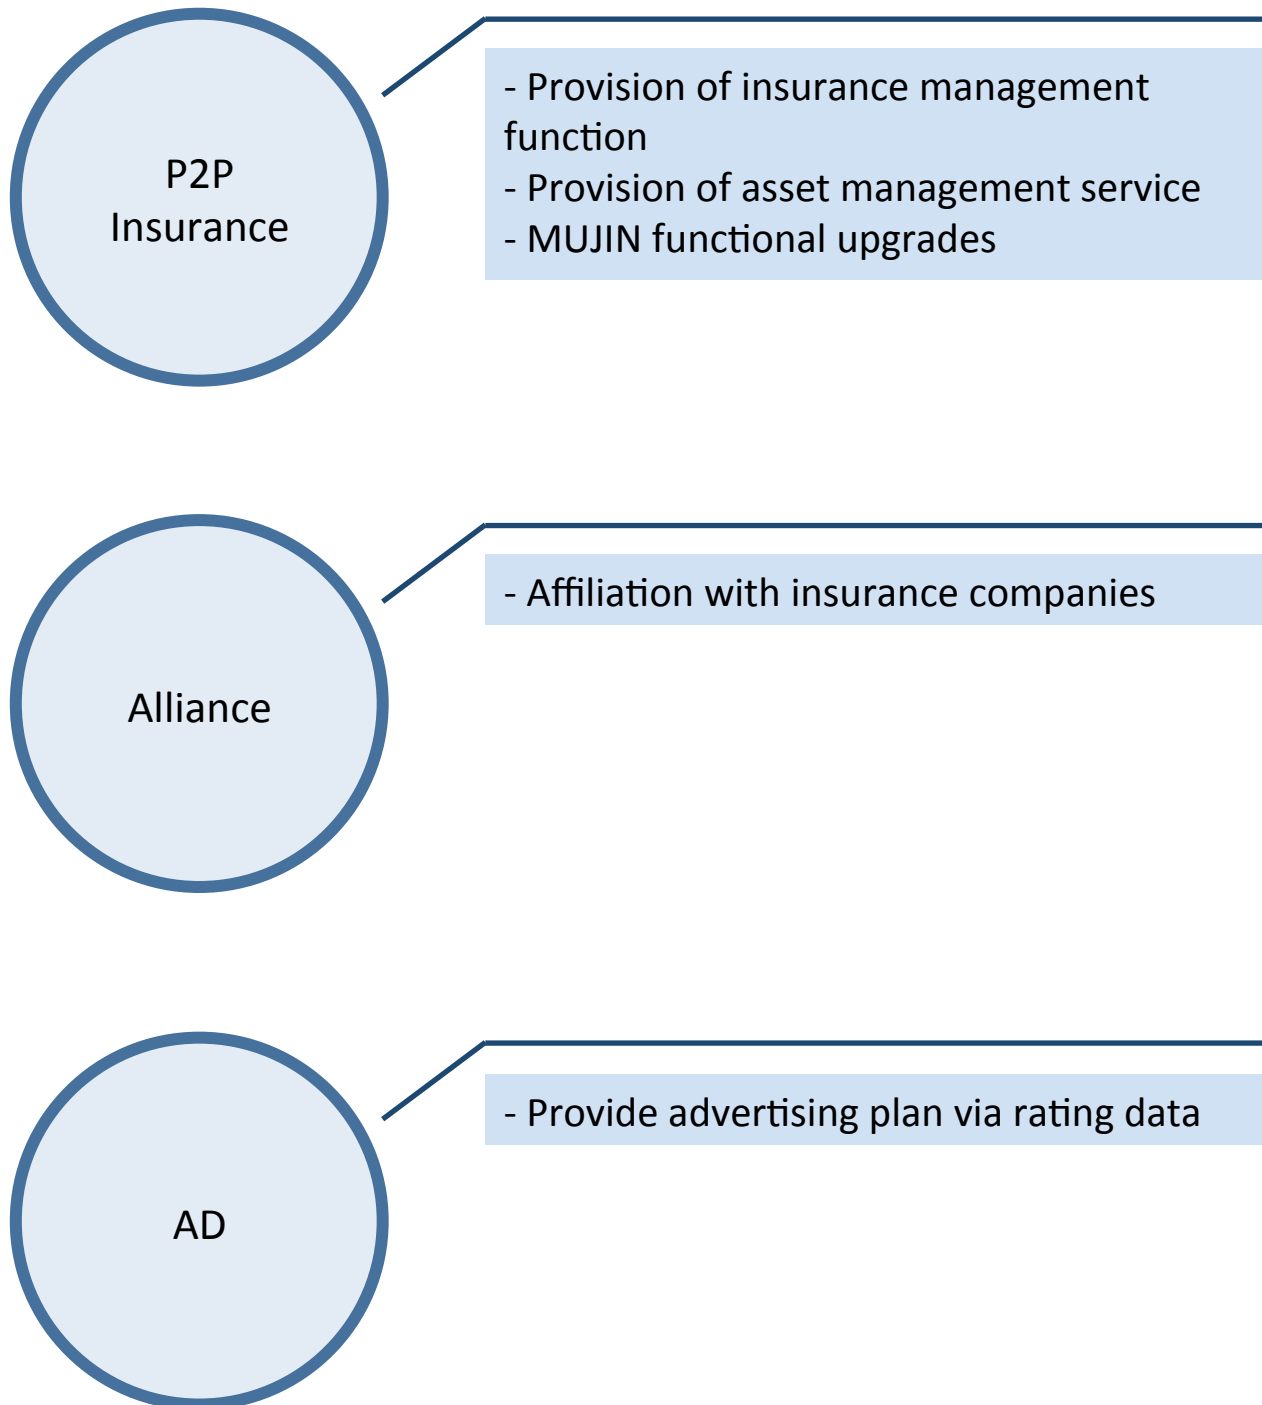 P2P
Insurance
- Provision of insurance management
function
- Provision of asset management service
- MUJIN functional upgrades
Alliance
- Affiliation with insurance companies
AD
- Provide advertising plan via rating data